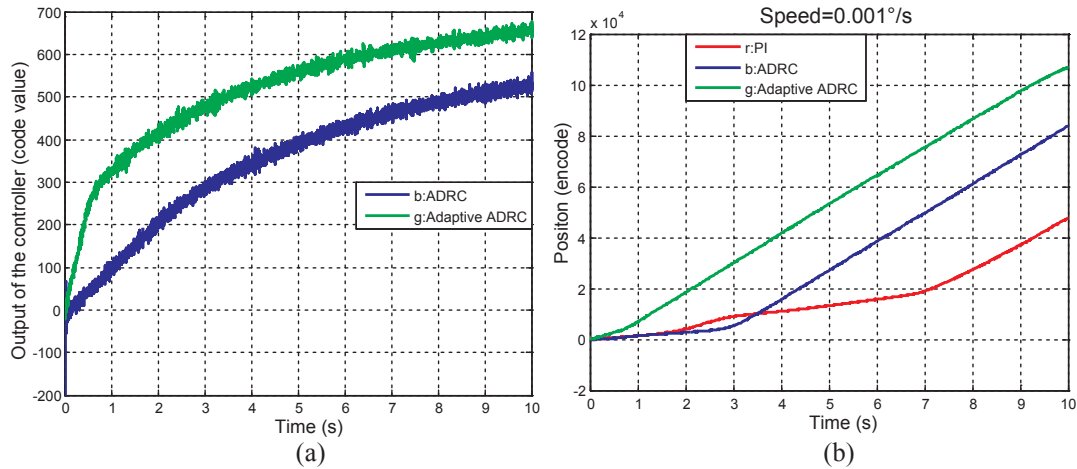 700
600
500
400
300
200
100
0
-100
-200
Output of the controller (code value)
b:ADRC
g:Adaptive ADRC
0 1 2 3 4 5 6 7 8 9 10
Time (s)
(a)
x 10⁴
Speed=0.001°/s
12
10
8
6
4
2
0
-2
Positon (encode)
r:PI
b:ADRC
g:Adaptive ADRC
0 1 2 3 4 5 6 7 8 9 10
Time (s)
(b)